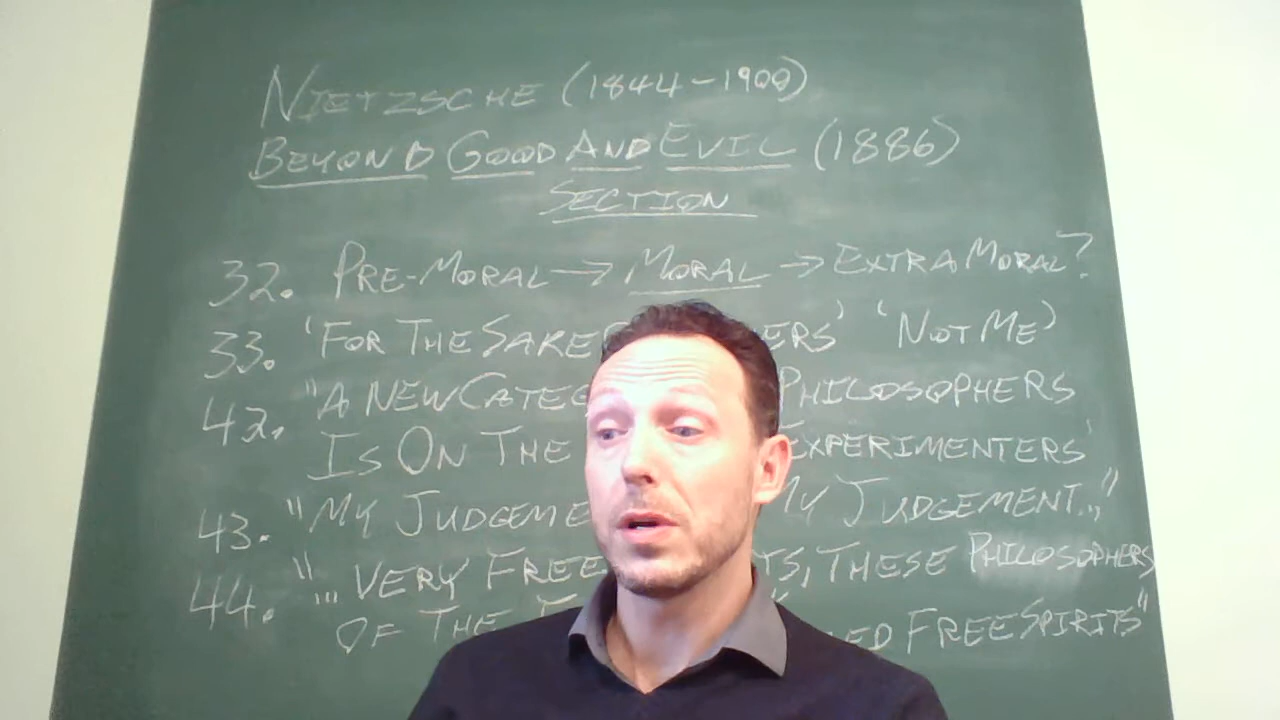 NIETZSCHE (1844-1900)
BEYOND GOOD AND EVIL (1886)
SECTION
32. PRE-MORAL → MORAL → EXTRA MORAL?
33. 'FOR THE SAKE ERS' 'NOT ME'
42. "A NEW CATEG PHILOSOPHERS
IS ON THE EXPERIMENTERS'
43. "MY JUDGEME MY JUDGEMENT."
44. "... VERY FREE TS, THESE PHILOSOPHERS
OF THE ED FREE SPIRITS"